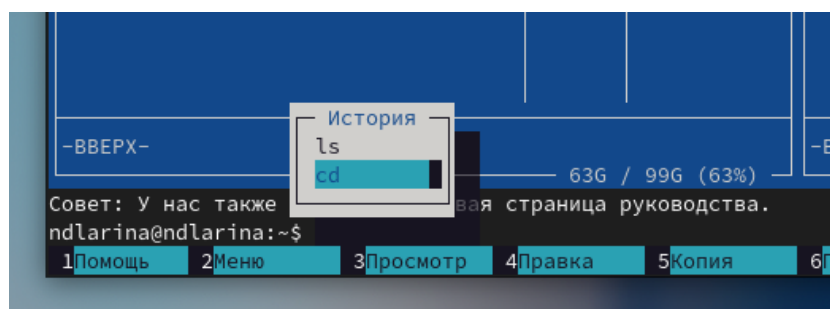 История
-ВВЕРХ-
ls
cd
63G / 99G (63%)
Совет: У нас также вая страница руководства.
ndlarina@ndlarina:~$
1Помощь 2Меню 3Просмотр 4Правка 5Копия 6